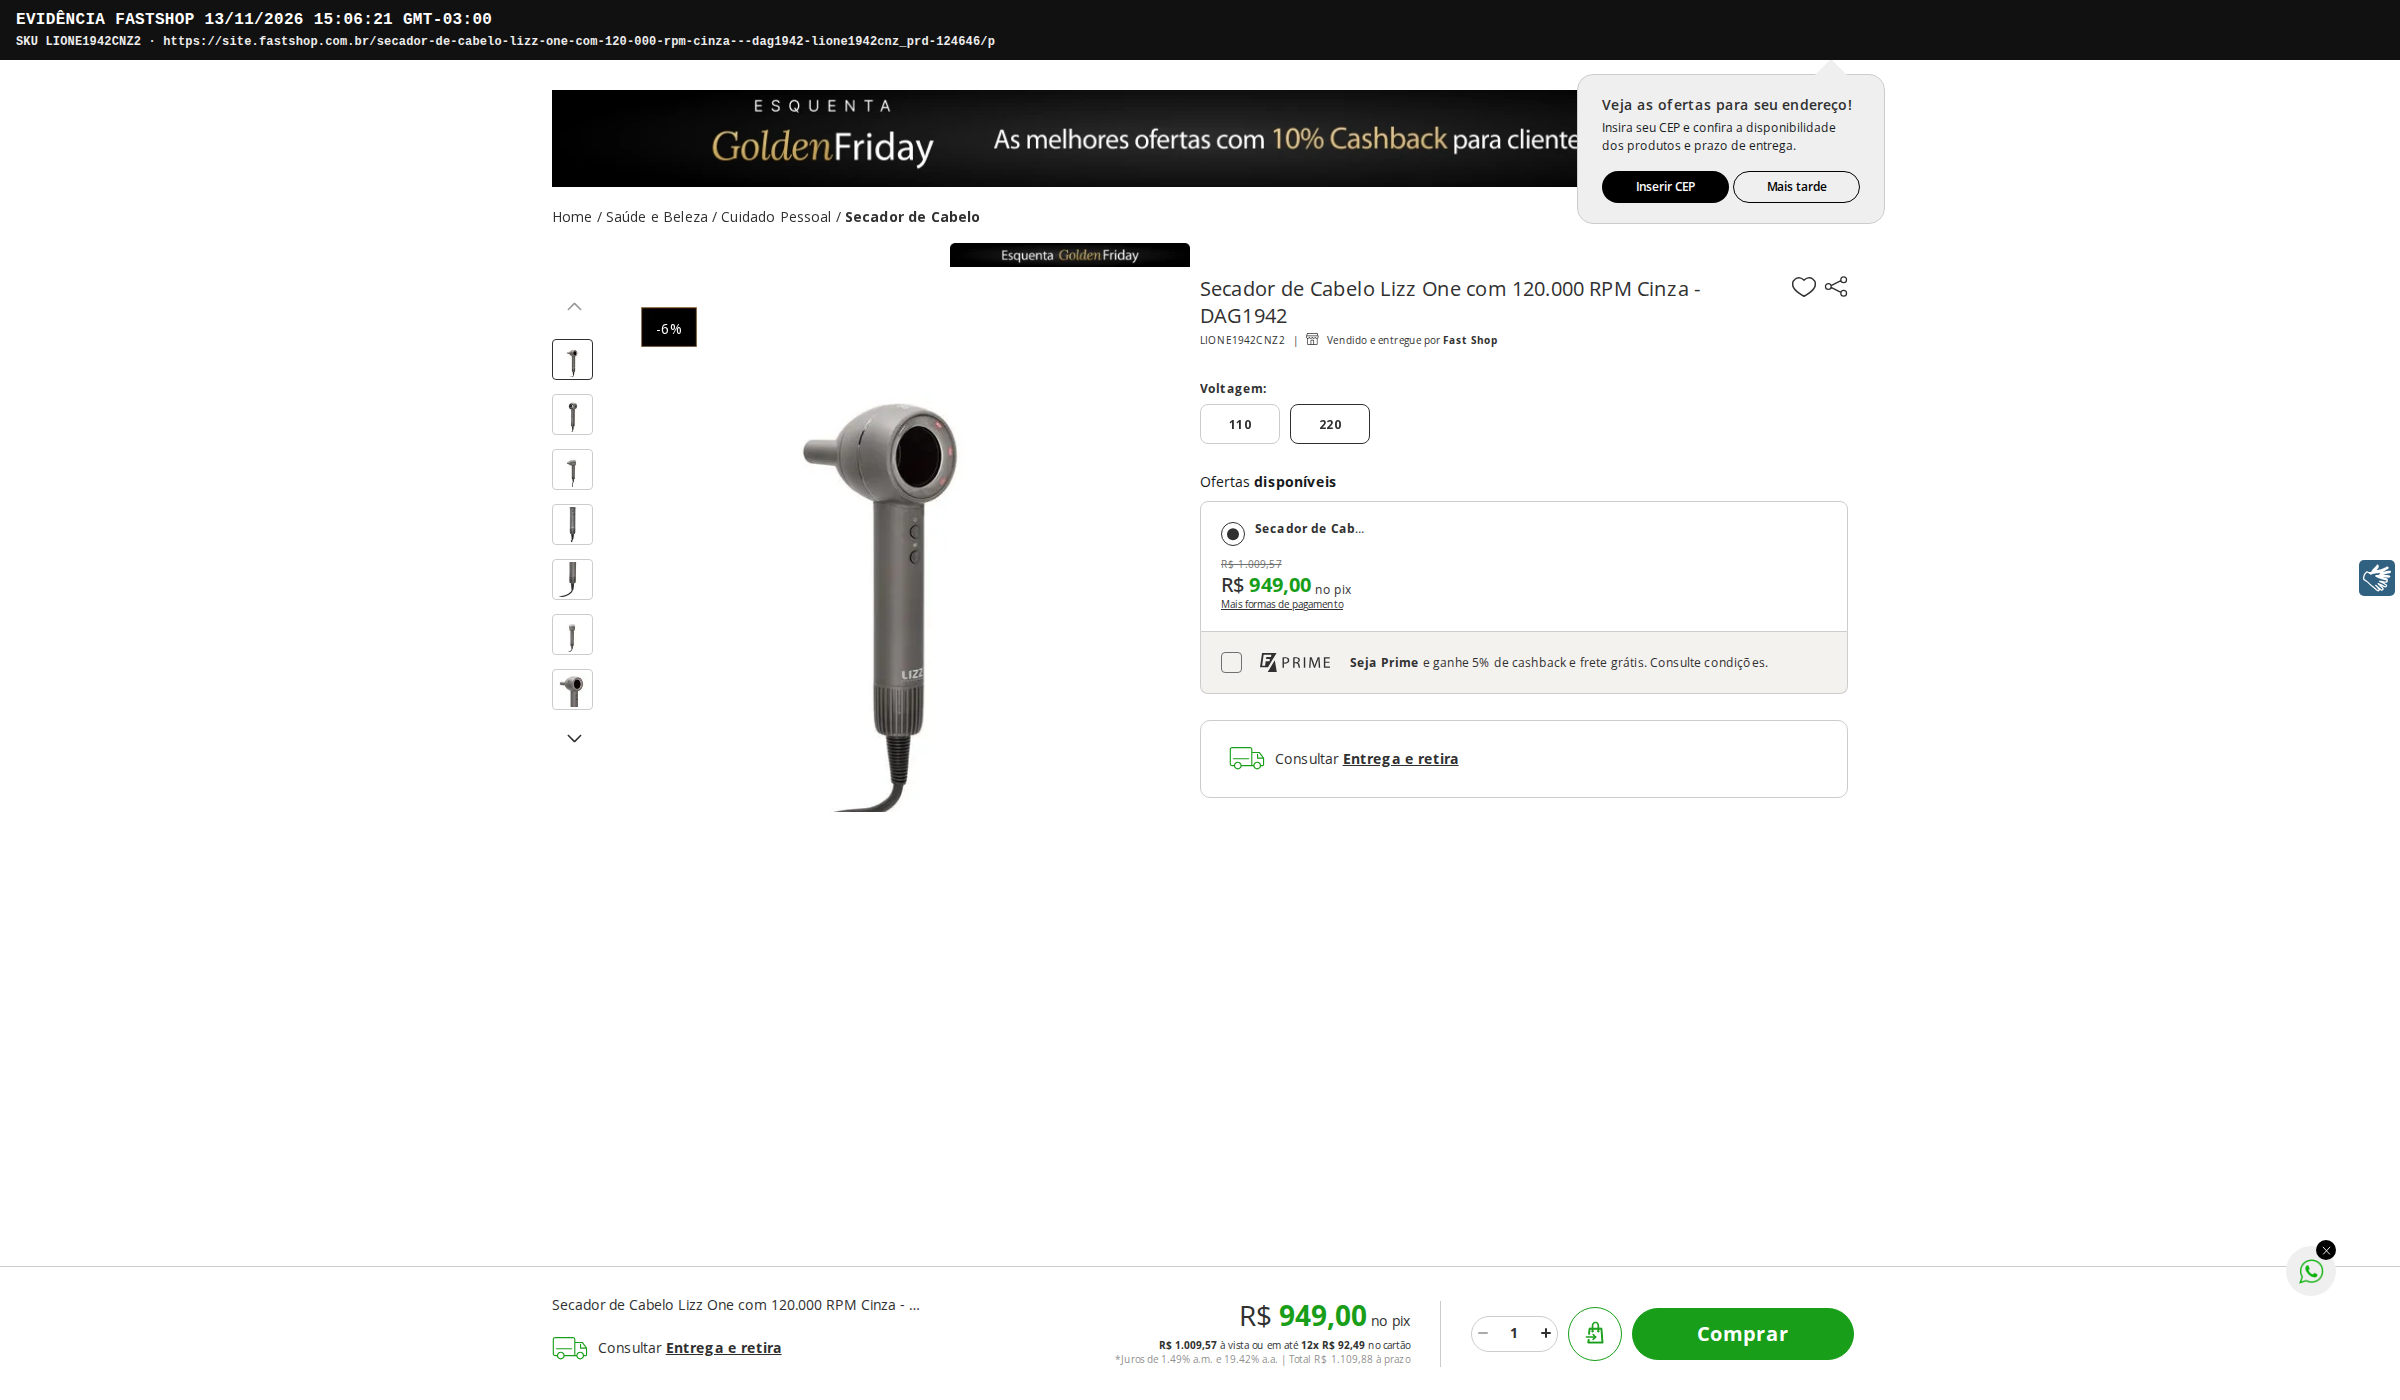 EVIDÊNCIA FASTSHOP 13/11/2026 15:06:21 GMT-03:00
SKU LIONE1942CNZ2 · https://site.fastshop.com.br/secador-de-cabelo-lizz-one-com-120-000-rpm-cinza---dag1942-lione1942cnz_prd-124646/p
ESQUENTA
GoldenFriday
As melhores ofertas com 10% Cashback para cliente
Veja as ofertas para seu endereço!
Insira seu CEP e confira a disponibilidade
dos produtos e prazo de entrega.
Inserir CEP
Mais tarde
Home / Saúde e Beleza / Cuidado Pessoal / Secador de Cabelo
Esquenta GoldenFriday
-6%
LIZZ
Secador de Cabelo Lizz One com 120.000 RPM Cinza -
DAG1942
LIONE1942CNZ2 | Vendido e entregue por Fast Shop
Voltagem:
110
220
Ofertas disponíveis
Secador de Cab...
R$ 1.009,57
R$ 949,00 no pix
Mais formas de pagamento
PRIME Seja Prime e ganhe 5% de cashback e frete grátis. Consulte condições.
Consultar Entrega e retira
Secador de Cabelo Lizz One com 120.000 RPM Cinza - ...
Consultar Entrega e retira
R$ 949,00 no pix
R$ 1.009,57 à vista ou em até 12x R$ 92,49 no cartão
*Juros de 1.49% a.m. e 19.42% a.a. | Total R$ 1.109,88 à prazo
1
Comprar